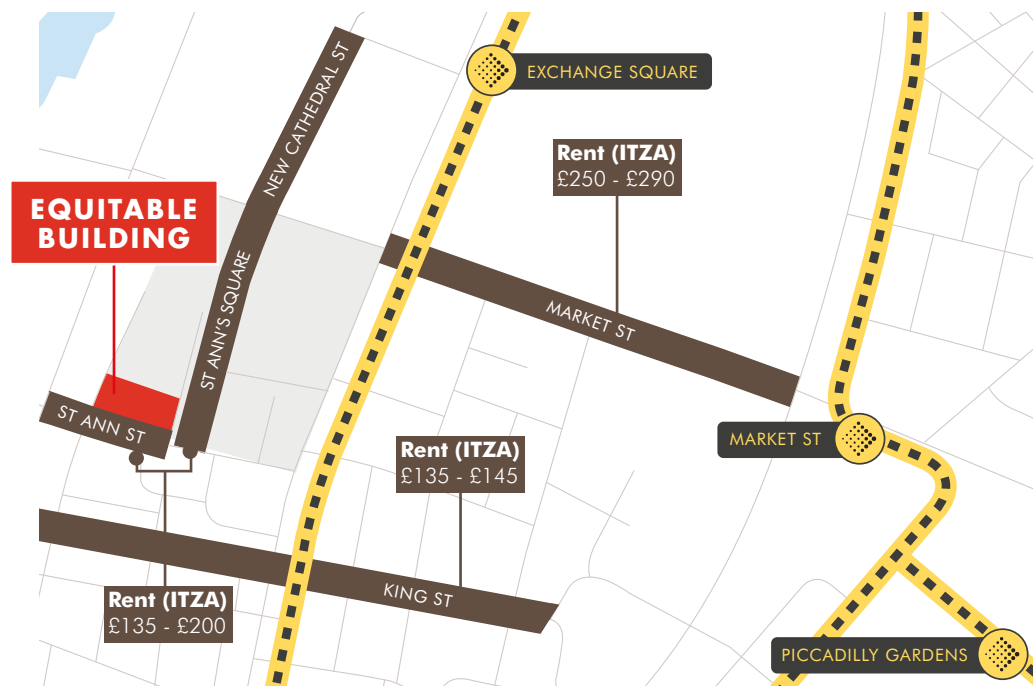 NEW CATHEDRAL ST
EXCHANGE SQUARE
Rent (ITZA)
£250 - £290
EQUITABLE
BUILDING
ST ANN'S SQUARE
MARKET ST
ST ANN ST
MARKET ST
Rent (ITZA)
£135 - £145
KING ST
Rent (ITZA)
£135 - £200
PICCADILLY GARDENS